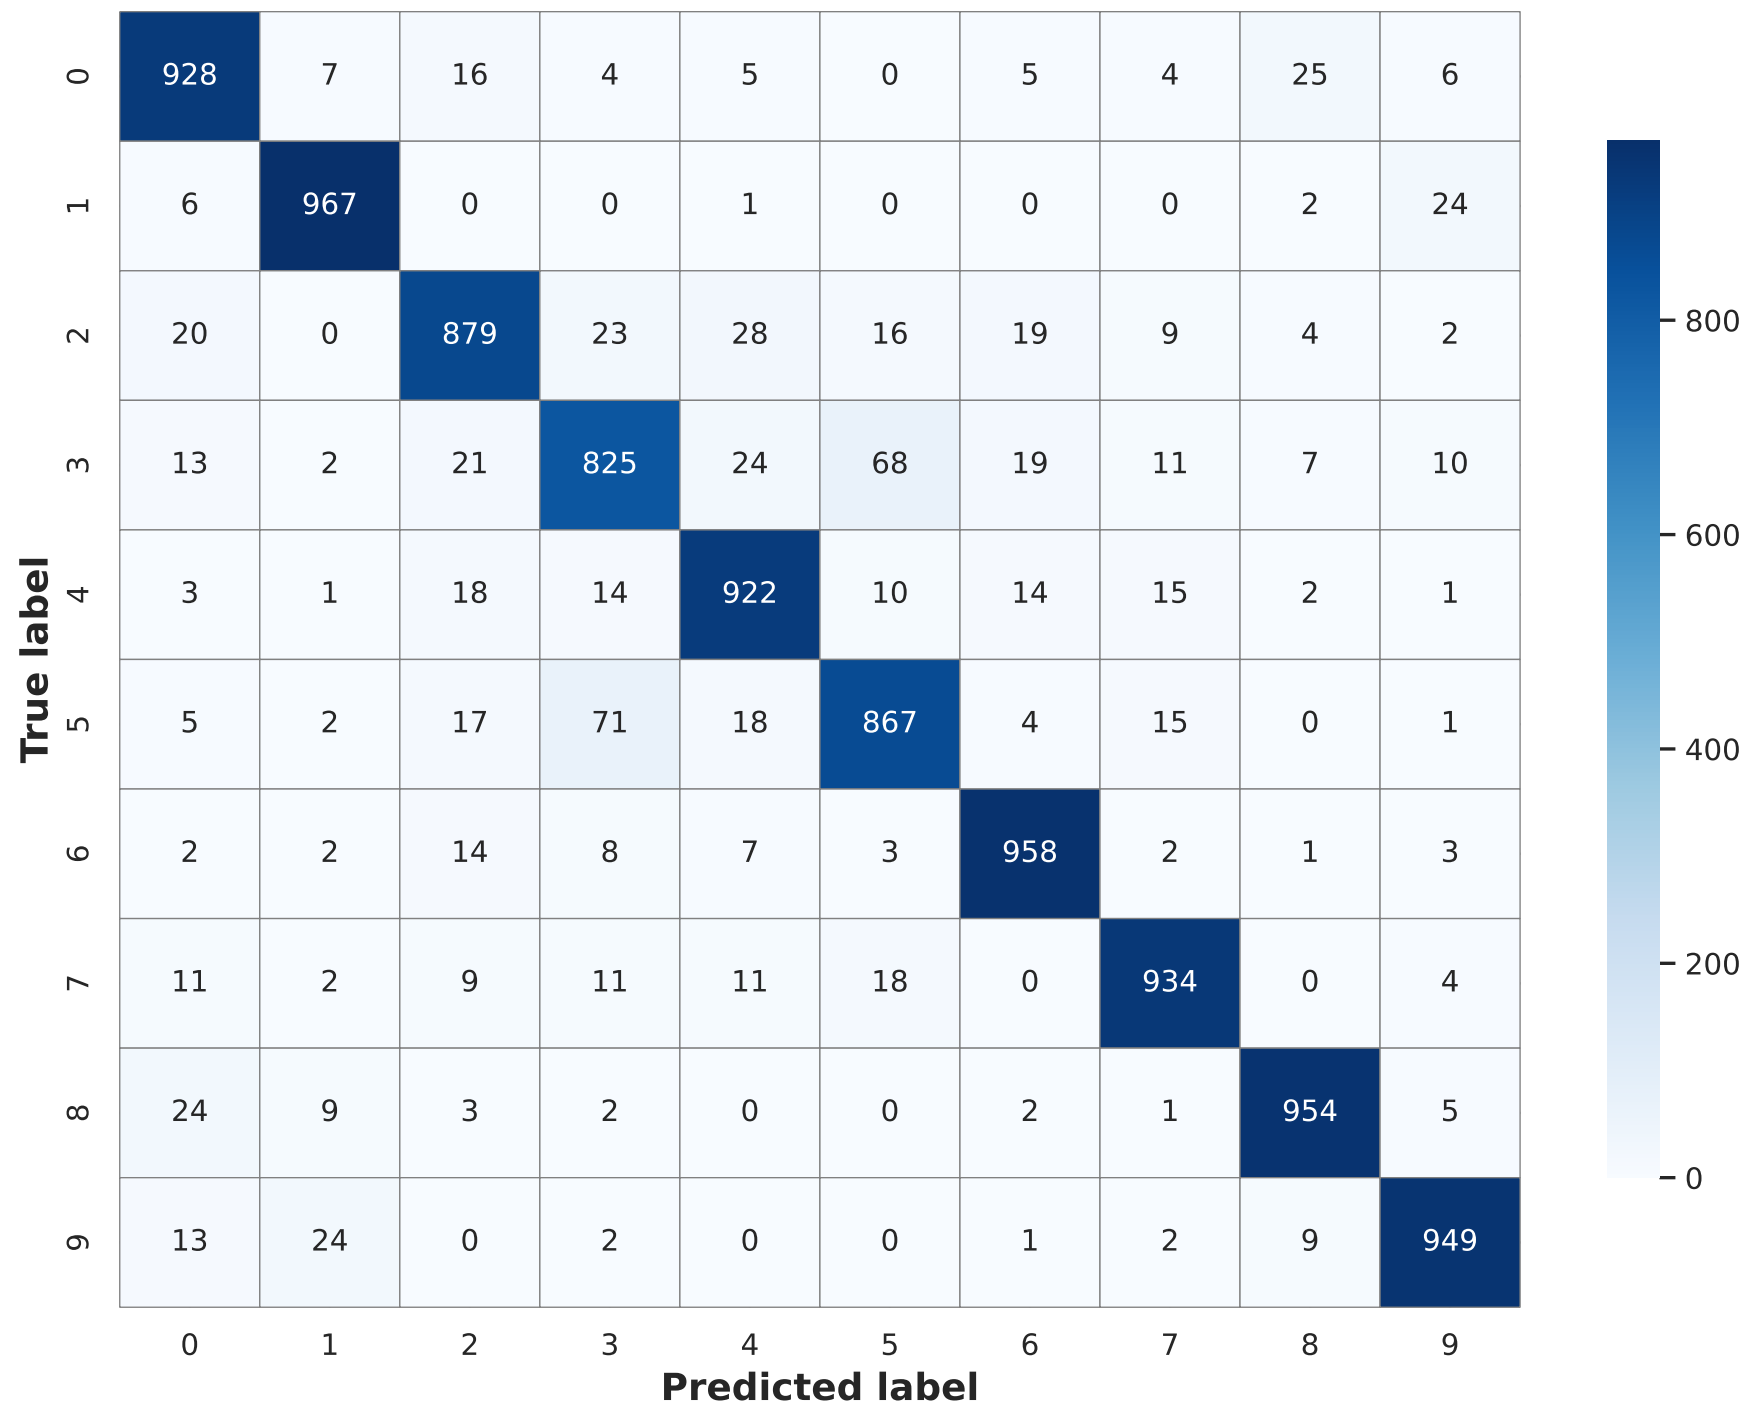 0 928 7 16 4 5 0 5 4 25 6
1 6 967 0 0 1 0 0 0 2 24
2 20 0 879 23 28 16 19 9 4 2
3 13 2 21 825 24 68 19 11 7 10
4 3 1 18 14 922 10 14 15 2 1
5 5 2 17 71 18 867 4 15 0 1
6 2 2 14 8 7 3 958 2 1 3
7 11 2 9 11 11 18 0 934 0 4
8 24 9 3 2 0 0 2 1 954 5
9 13 24 0 2 0 0 1 2 9 949
0 1 2 3 4 5 6 7 8 9
Predicted label
True label
800
600
400
200
0